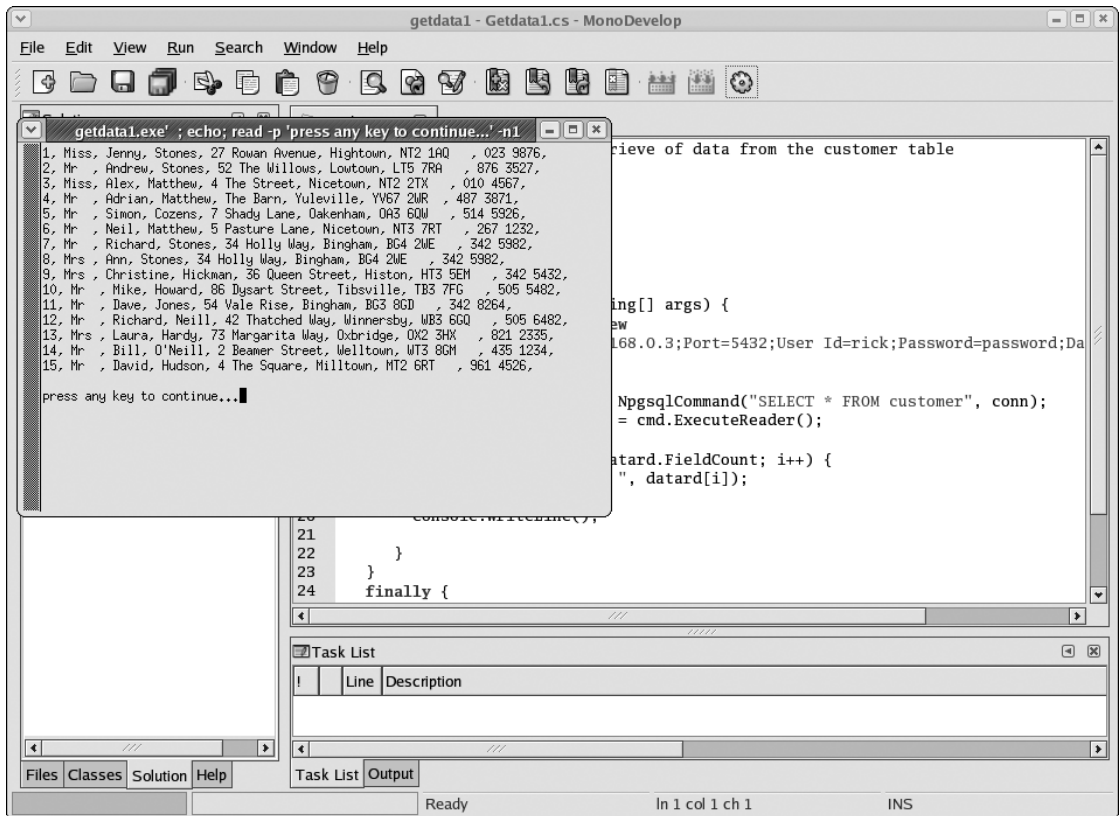 getdata1 - Getdata1.cs - MonoDevelop
File Edit View Run Search Window Help
getdata1.exe' ; echo; read -p 'press any key to continue...' -n1
1, Miss, Jenny, Stones, 27 Rowan Avenue, Hightown, NT2 1AQ , 023 9876,
2, Mr , Andrew, Stones, 52 The Willows, Lowtown, LT5 7RA , 876 3527,
3, Miss, Alex, Matthew, 4 The Street, Nicetown, NT2 2TX , 010 4567,
4, Mr , Adrian, Matthew, The Barn, Yuleville, YV67 2WR , 487 3871,
5, Mr , Simon, Cozens, 7 Shady Lane, Oakenham, OA3 6QW , 514 5926,
6, Mr , Neil, Matthew, 5 Pasture Lane, Nicetown, NT3 7RT , 267 1232,
7, Mr , Richard, Stones, 34 Holly Way, Bingham, BG4 2WE , 342 5982,
8, Mrs , Ann, Stones, 34 Holly Way, Bingham, BG4 2WE , 342 5982,
9, Mrs , Christine, Hickman, 36 Queen Street, Histon, HT3 5EM , 342 5432,
10, Mr , Mike, Howard, 86 Dysart Street, Tibsville, TB3 7FG , 505 5482,
11, Mr , Dave, Jones, 54 Vale Rise, Bingham, BG3 8GD , 342 8264,
12, Mr , Richard, Neill, 42 Thatched Way, Winnersby, WB3 6GQ , 505 6482,
13, Mrs , Laura, Hardy, 73 Margarita Way, Oxbridge, OX2 3HX , 821 2335,
14, Mr , Bill, O'Neill, 2 Beamer Street, Welltown, WT3 8GM , 435 1234,
15, Mr , David, Hudson, 4 The Square, Milltown, MT2 6RT , 961 4526,
press any key to continue...
rieve of data from the customer table
ing[] args) {
ew
168.0.3;Port=5432;User Id=rick;Password=password;Da
NpgsqlCommand("SELECT * FROM customer", conn);
= cmd.ExecuteReader();
atard.FieldCount; i++) {
", datard[i]);
20 Console.WriteLine();
21
22 }
23 }
24 finally {
Task List
! Line Description
Files Classes Solution Help
Task List Output
Ready ln 1 col 1 ch 1 INS